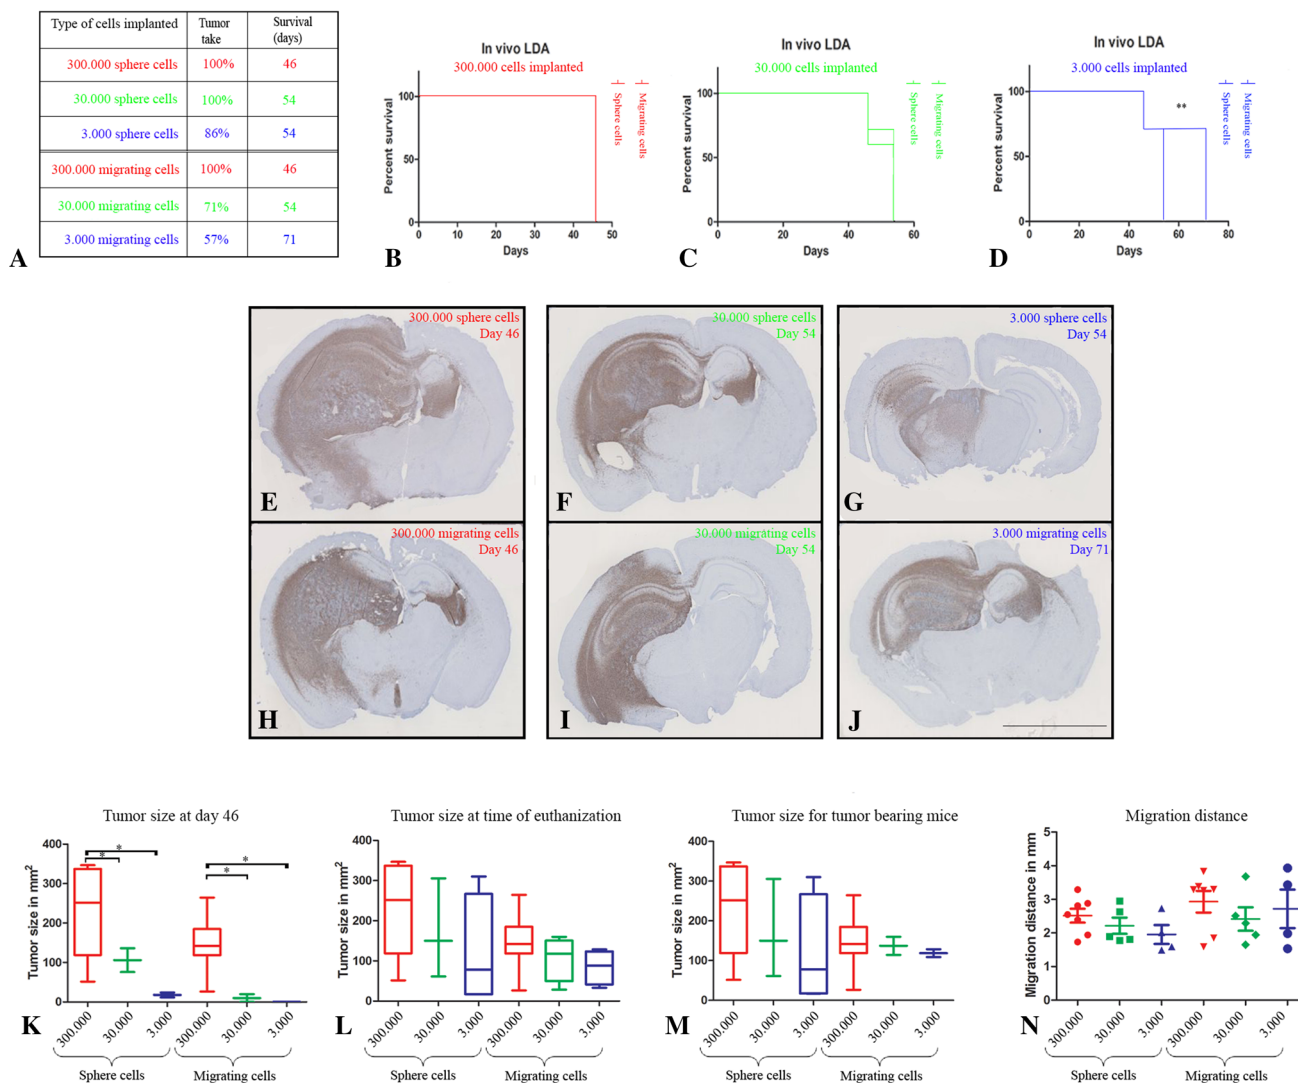 Type of cells implanted Tumor take Survival (days)
300.000 sphere cells 100% 46
30.000 sphere cells 100% 54
3.000 sphere cells 86% 54
300.000 migrating cells 100% 46
30.000 migrating cells 71% 54
3.000 migrating cells 57% 71
A
In vivo LDA
300.000 cells implanted
Percent survival
100
50
0
0 10 20 30 40 50
Days
Sphere cells
Migrating cells
B
In vivo LDA
30.000 cells implanted
Percent survival
100
50
0
0 20 40 60
Days
Sphere cells
Migrating cells
C
In vivo LDA
3.000 cells implanted
Percent survival
100
50
0
**
0 20 40 60 80
Days
Sphere cells
Migrating cells
D
300.000 sphere cells
Day 46
E
30.000 sphere cells
Day 54
F
3.000 sphere cells
Day 54
G
300.000 migrating cells
Day 46
H
30.000 migrating cells
Day 54
I
3.000 migrating cells
Day 71
J
Tumor size at day 46
Tumor size in mm²
400
300
200
100
0
* *
* *
300.000 30.000 3.000 300.000 30.000 3.000
Sphere cells Migrating cells
K
Tumor size at time of euthanization
Tumor size in mm²
400
300
200
100
0
300.000 30.000 3.000 300.000 30.000 3.000
Sphere cells Migrating cells
L
Tumor size for tumor bearing mice
Tumor size in mm²
400
300
200
100
0
300.000 30.000 3.000 300.000 30.000 3.000
Sphere cells Migrating cells
M
Migration distance
Migration distance in mm
5
4
3
2
1
0
300.000 30.000 3.000 300.000 30.000 3.000
Sphere cells Migrating cells
N